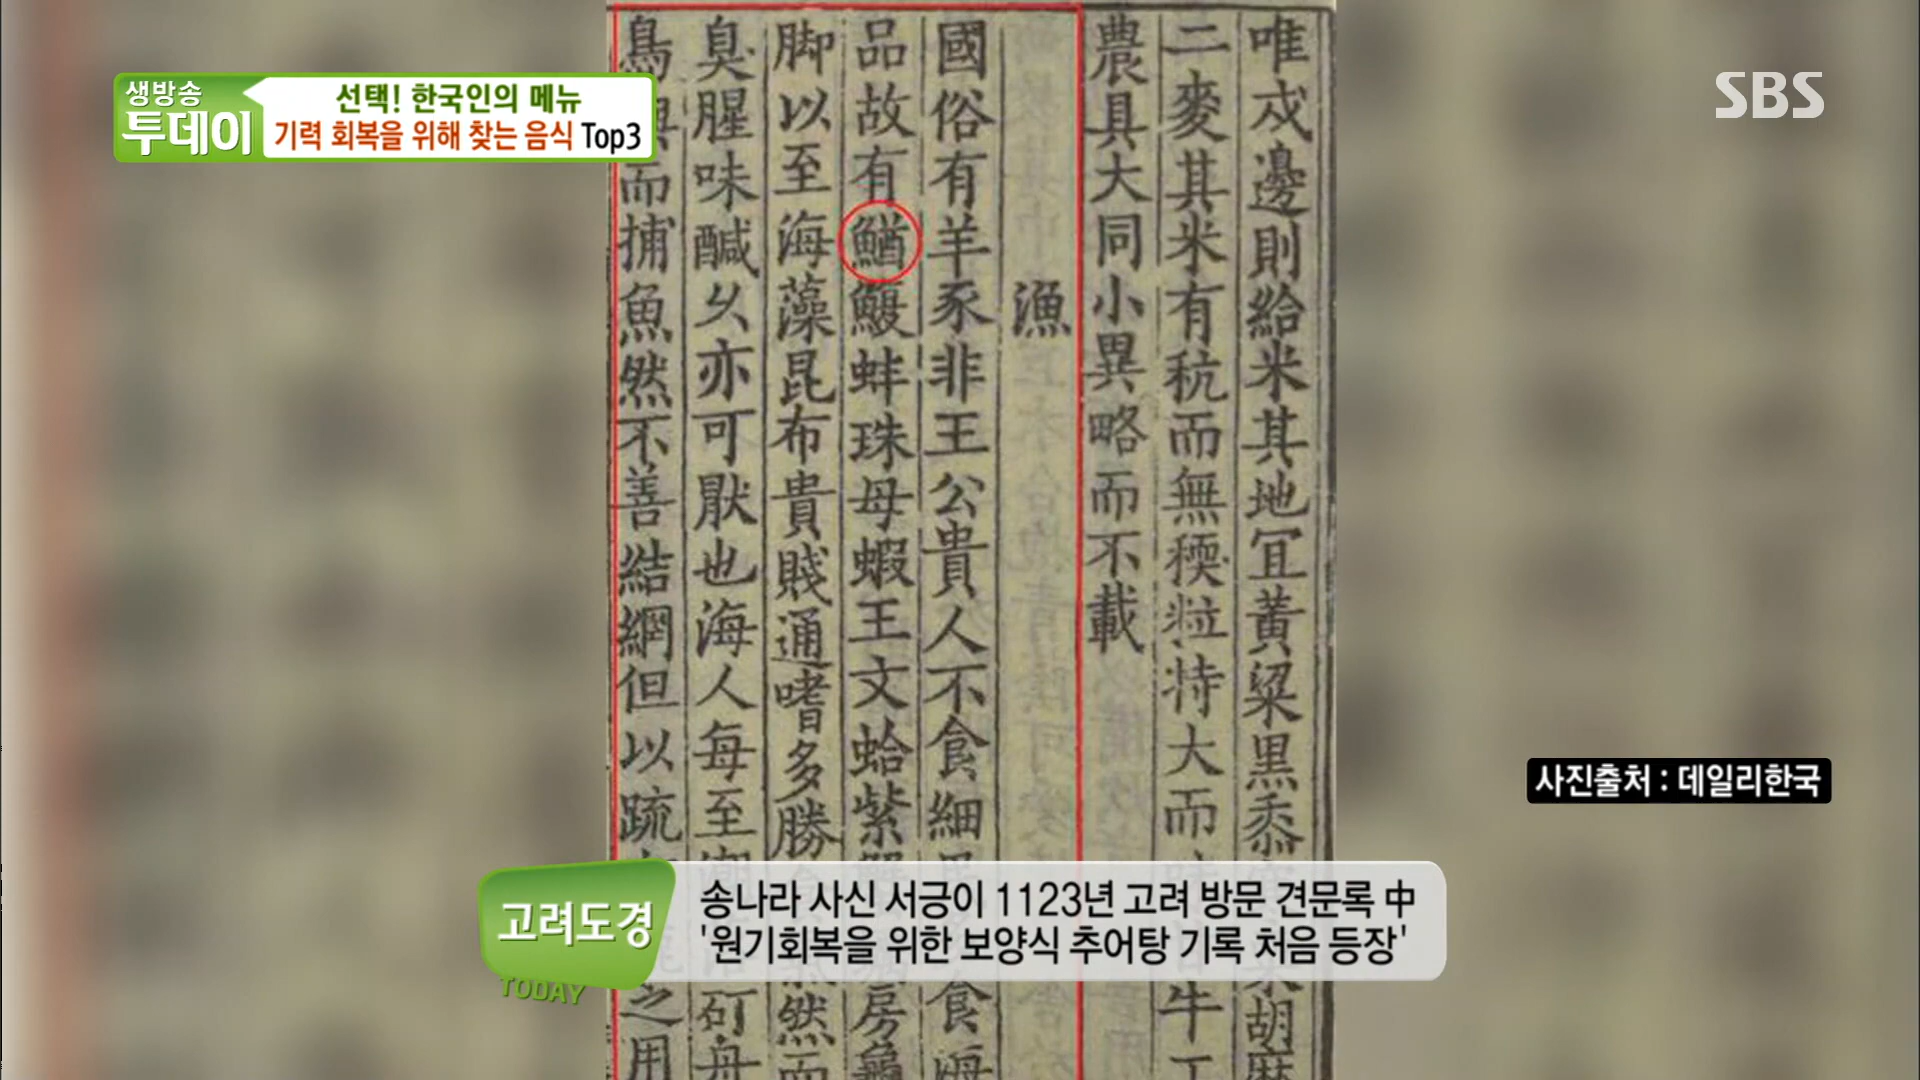 생방송
투데이
선택! 한국인의 메뉴
기력 회복을 위해 찾는 음식 Top3
SBS
唯戍邊則給米其地宜黃粱黑黍
二麥其米有秔而無稬粒特大而
農具大同小異略而不載
漁
國俗有羊豕非王公貴人不食細
品故有鰌鰒蚌珠母蝦王文蛤紫
脚以至海藻昆布貴賤通嗜多勝
臭腥味醎久亦可厭也海人每至
鳥 而捕魚然不善結網但以疏
사진출처 : 데일리한국
고려도경
TODAY
송나라 사신 서긍이 1123년 고려 방문 견문록 中
'원기회복을 위한 보양식 추어탕 기록 처음 등장'